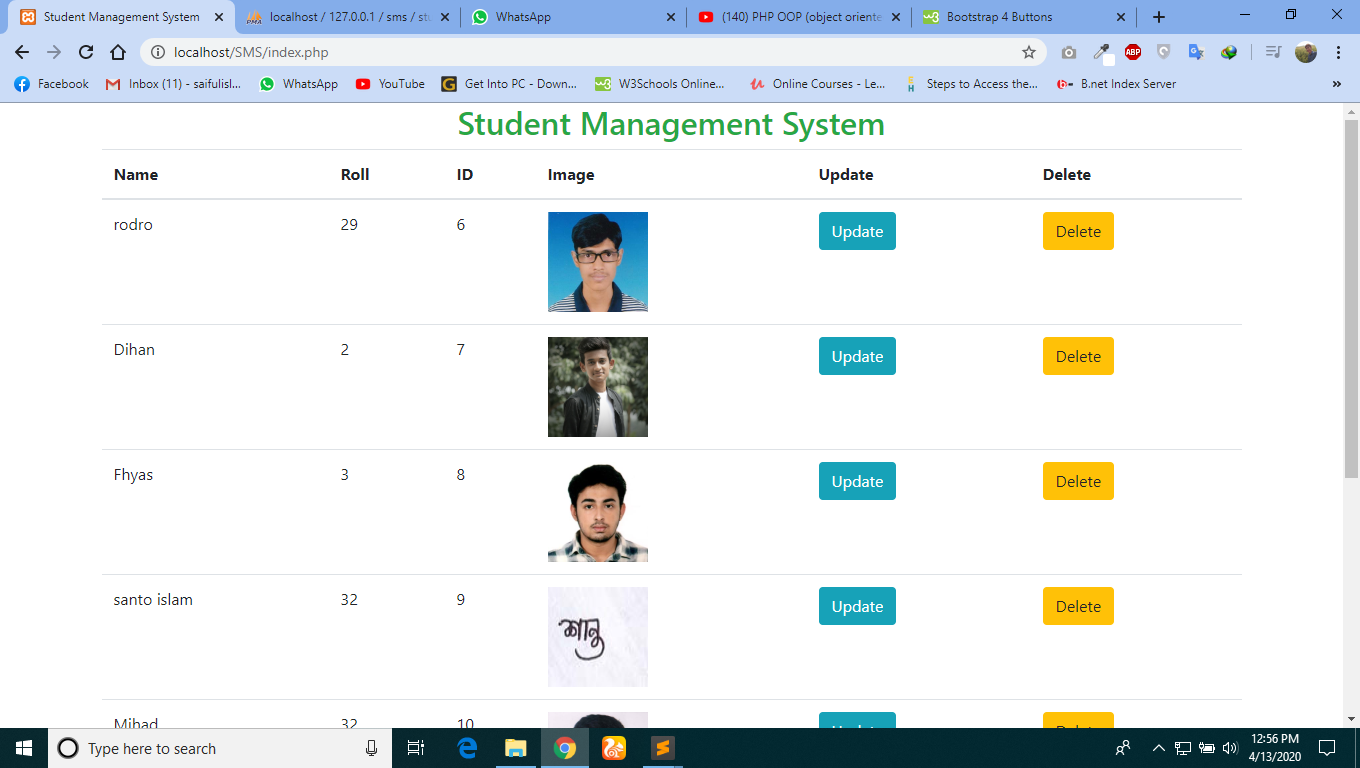 Student Management System
localhost / 127.0.0.1 / sms / stu
WhatsApp
(140) PHP OOP (object oriente
Bootstrap 4 Buttons
localhost/SMS/index.php
ABP
Facebook
Inbox (11) - saifulisl...
WhatsApp
YouTube
Get Into PC - Down...
W3Schools Online...
Online Courses - Le...
Steps to Access the...
B.net Index Server
Student Management System
Name Roll ID Image Update Delete
rodro 29 6 Update Delete
Dihan 2 7 Update Delete
Fhyas 3 8 Update Delete
santo islam 32 9 Update Delete
শানু
Mihad 32 10 Update Delete
Type here to search
12:56 PM
4/13/2020